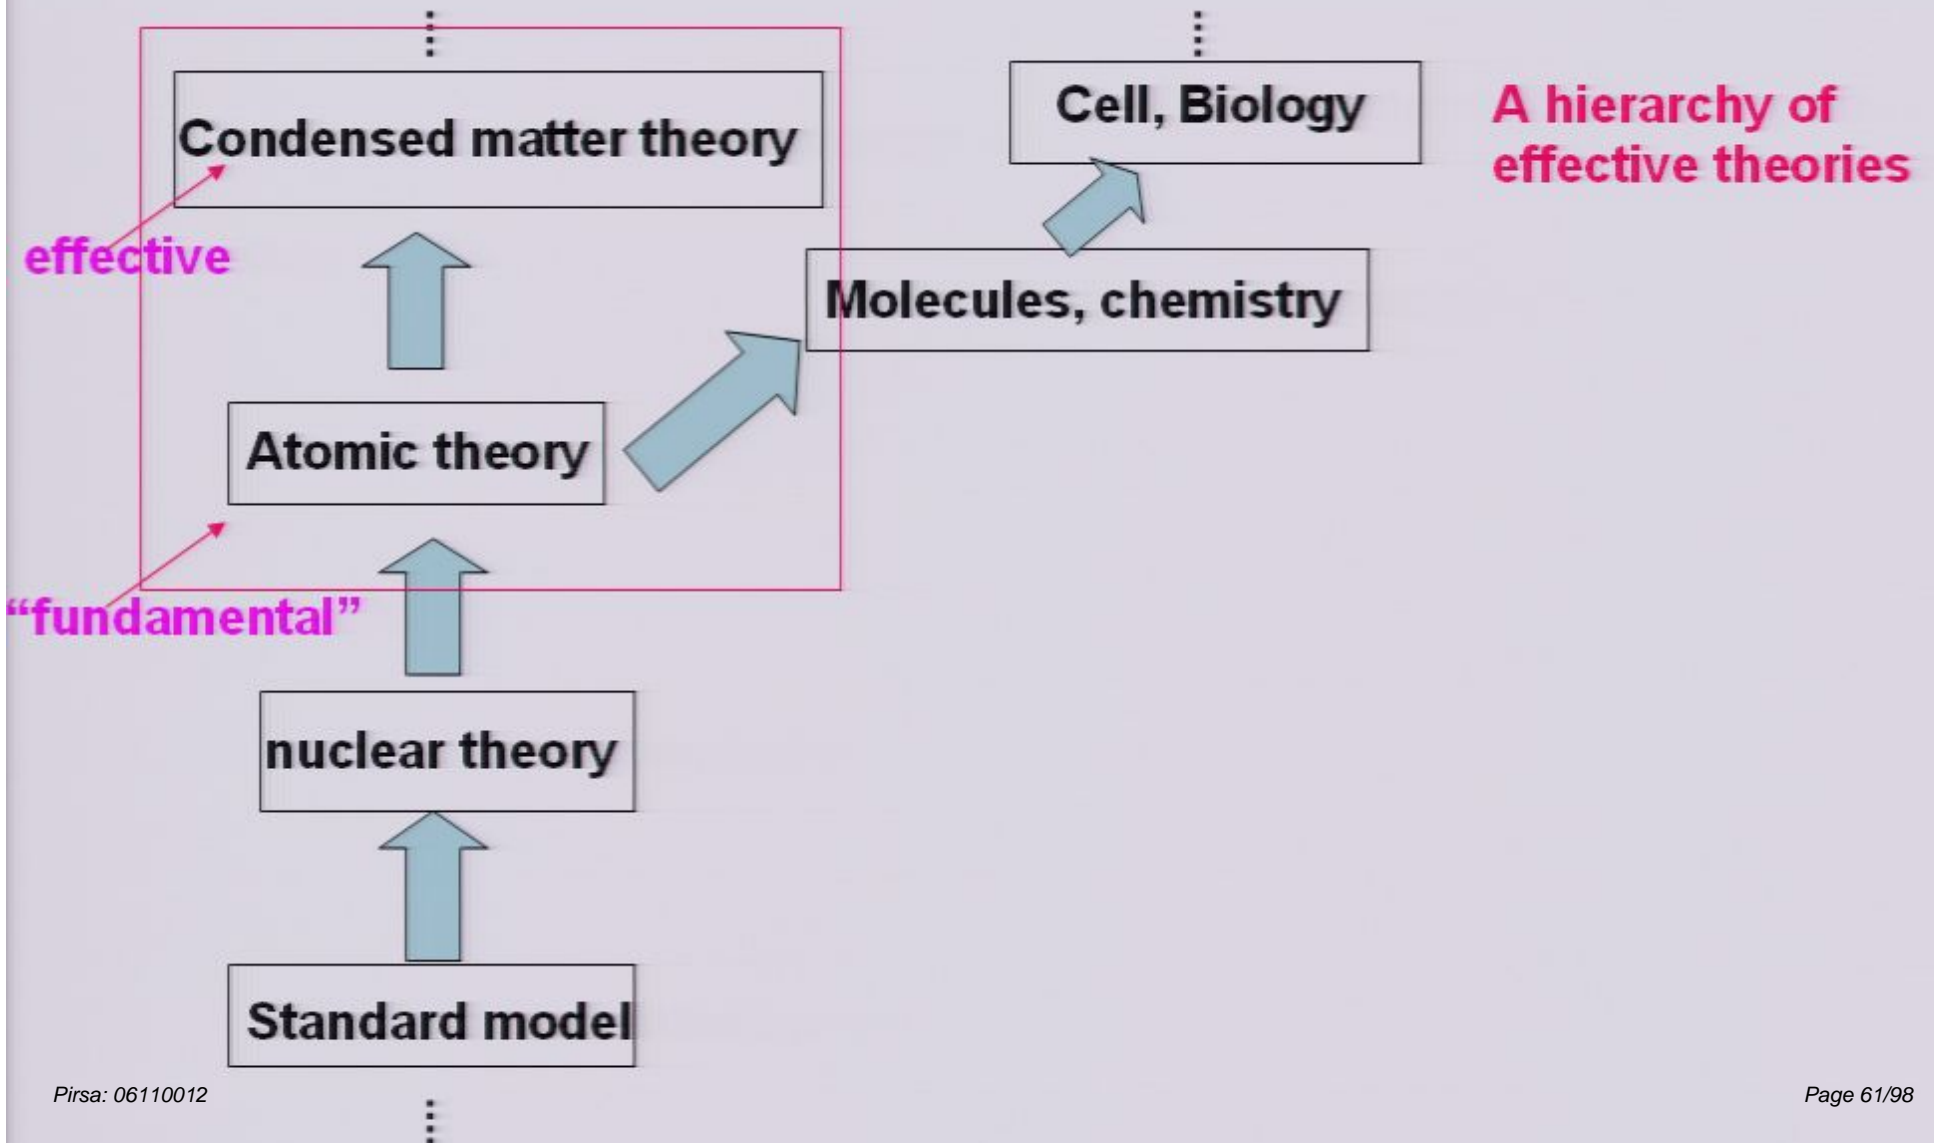 Condensed matter theory
Cell, Biology
A hierarchy of
effective theories
effective
Molecules, chemistry
Atomic theory
“fundamental”
nuclear theory
Standard model
Pirsa: 06110012
Page 61/98